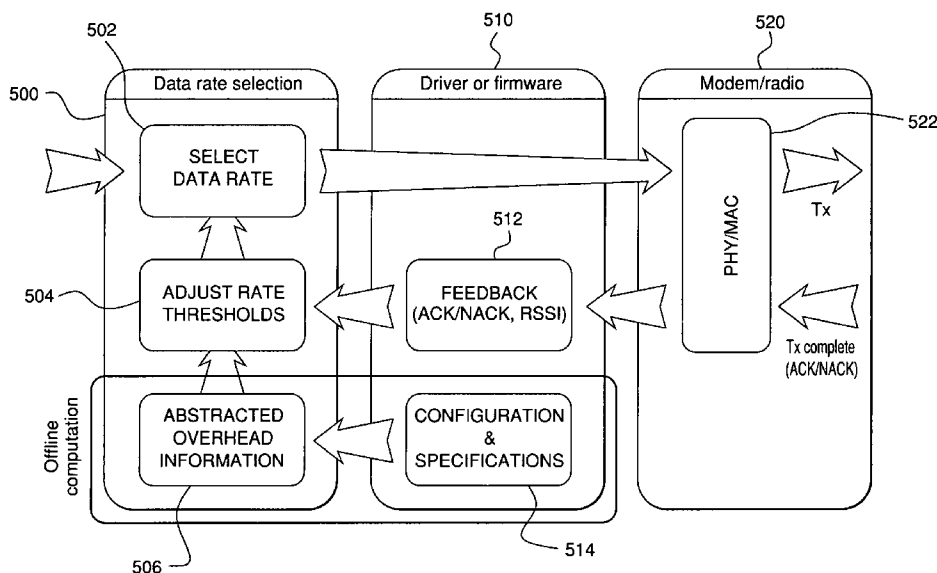 510
520
502
500
Data rate selection
Driver or firmware
Modem/radio
522
SELECT
DATA RATE
Tx
512
PHY/MAC
504
ADJUST RATE
THRESHOLDS
FEEDBACK
(ACK/NACK, RSSI)
Tx complete
(ACK/NACK)
Offline
computation
ABSTRACTED
OVERHEAD
INFORMATION
CONFIGURATION
&
SPECIFICATIONS
506
514